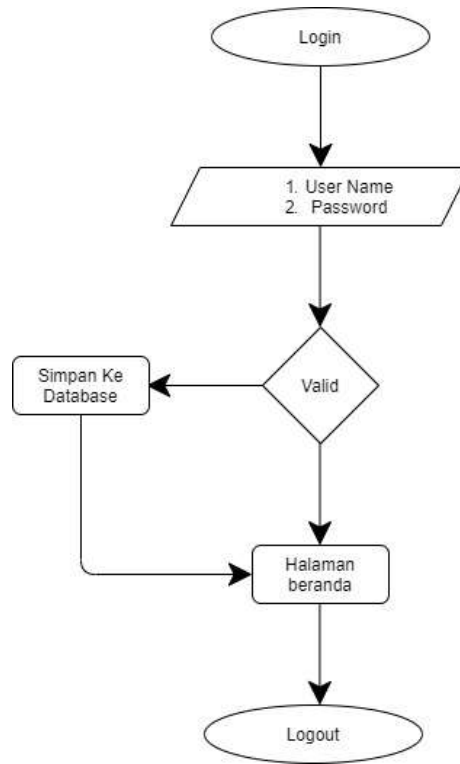 Login
1. User Name
2. Password
Valid
Simpan Ke
Database
Halaman
beranda
Logout